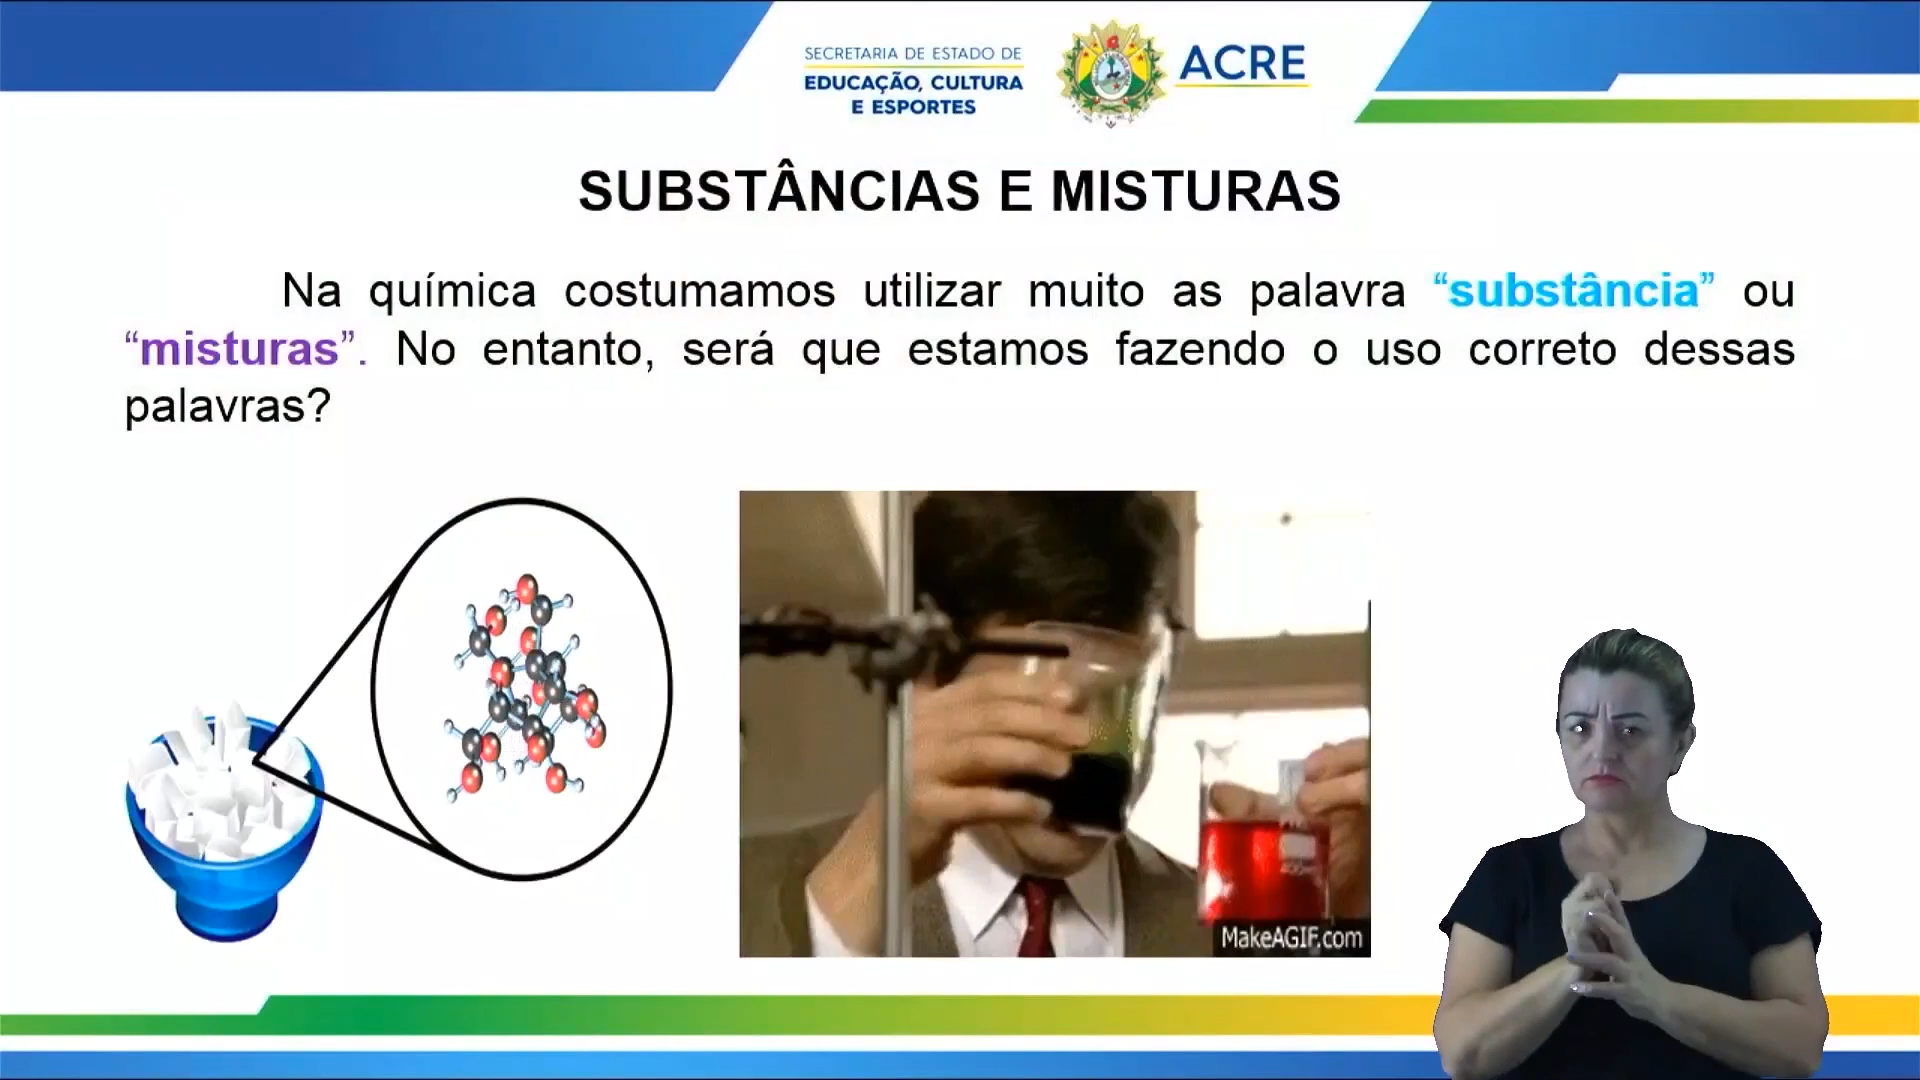 SECRETARIA DE ESTADO DE
EDUCAÇÃO, CULTURA
E ESPORTES
ACRE
SUBSTÂNCIAS E MISTURAS
Na química costumamos utilizar muito as palavra “substância” ou
“misturas”. No entanto, será que estamos fazendo o uso correto dessas
palavras?
MakeAGIF.com